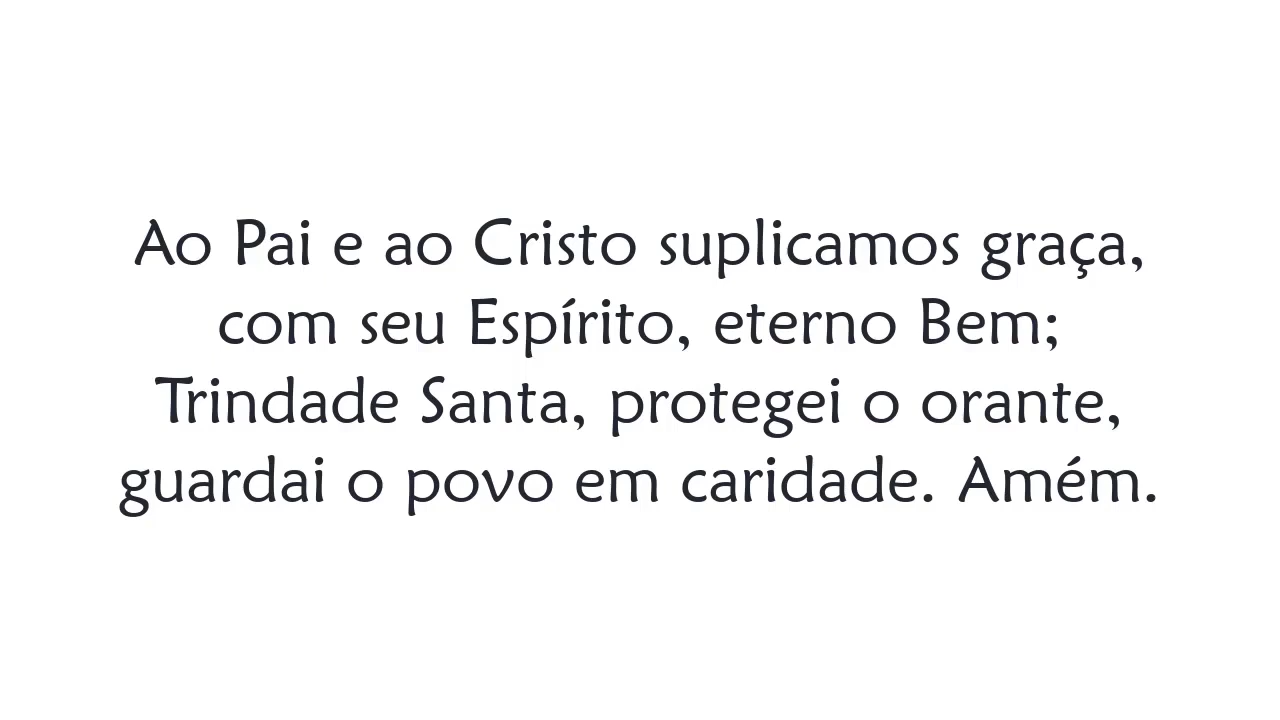 Ao Pai e ao Cristo suplicamos graça,
com seu Espírito, eterno Bem;
Trindade Santa, protegei o orante,
guardai o povo em caridade. Amém.